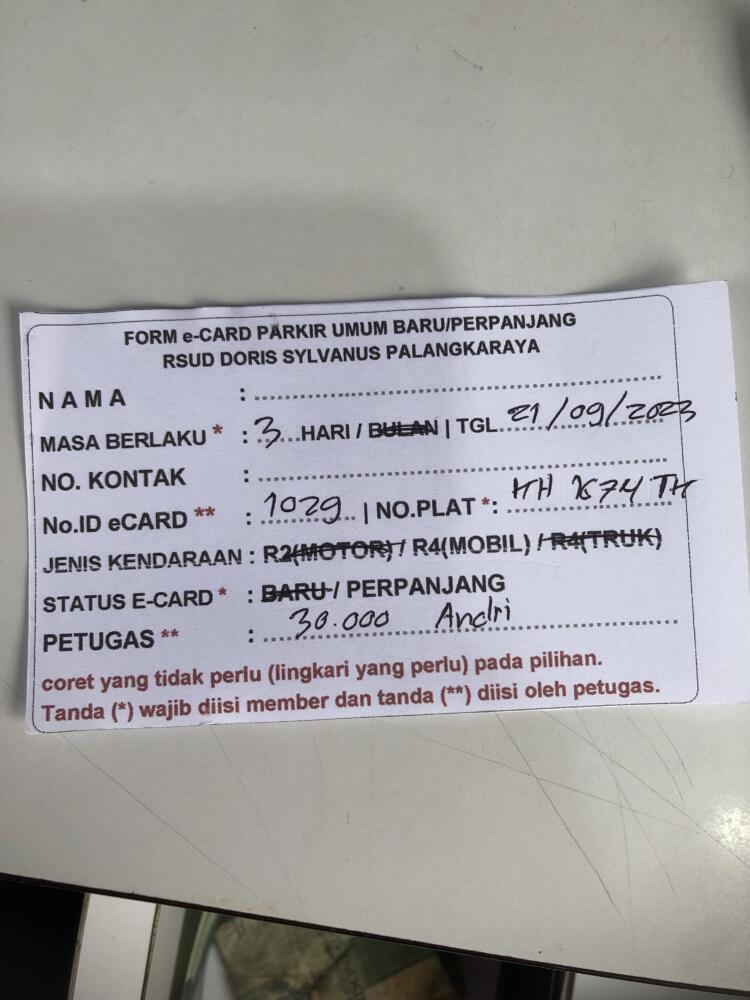 FORM e-CARD PARKIR UMUM BARU/PERPANJANG
RSUD DORIS SYLVANUS PALANGKARAYA
N A M A :
MASA BERLAKU * : 3 HARI / BULAN | TGL 21/09/2023
NO. KONTAK :
No.ID eCARD ** : 1029 | NO.PLAT *: KH 1674 TH
JENIS KENDARAAN : R2(MOTOR) / R4(MOBIL) / R4(TRUK)
STATUS E-CARD * : BARU / PERPANJANG
PETUGAS ** : 30.000 Andri
coret yang tidak perlu (lingkari yang perlu) pada pilihan.
Tanda (*) wajib diisi member dan tanda (**) diisi oleh petugas.